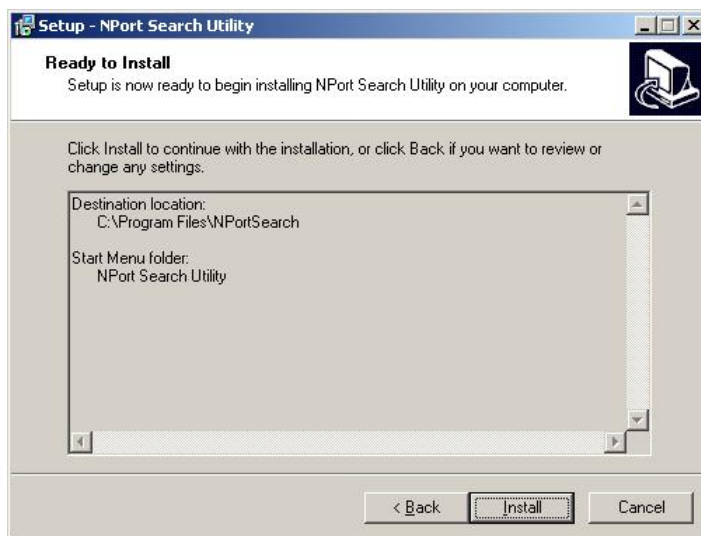 Setup - NPort Search Utility
Ready to Install
Setup is now ready to begin installing NPort Search Utility on your computer.
Click Install to continue with the installation, or click Back if you want to review or
change any settings.
Destination location:
C:\Program Files\NPortSearch
Start Menu folder:
NPort Search Utility
< Back
Install
Cancel